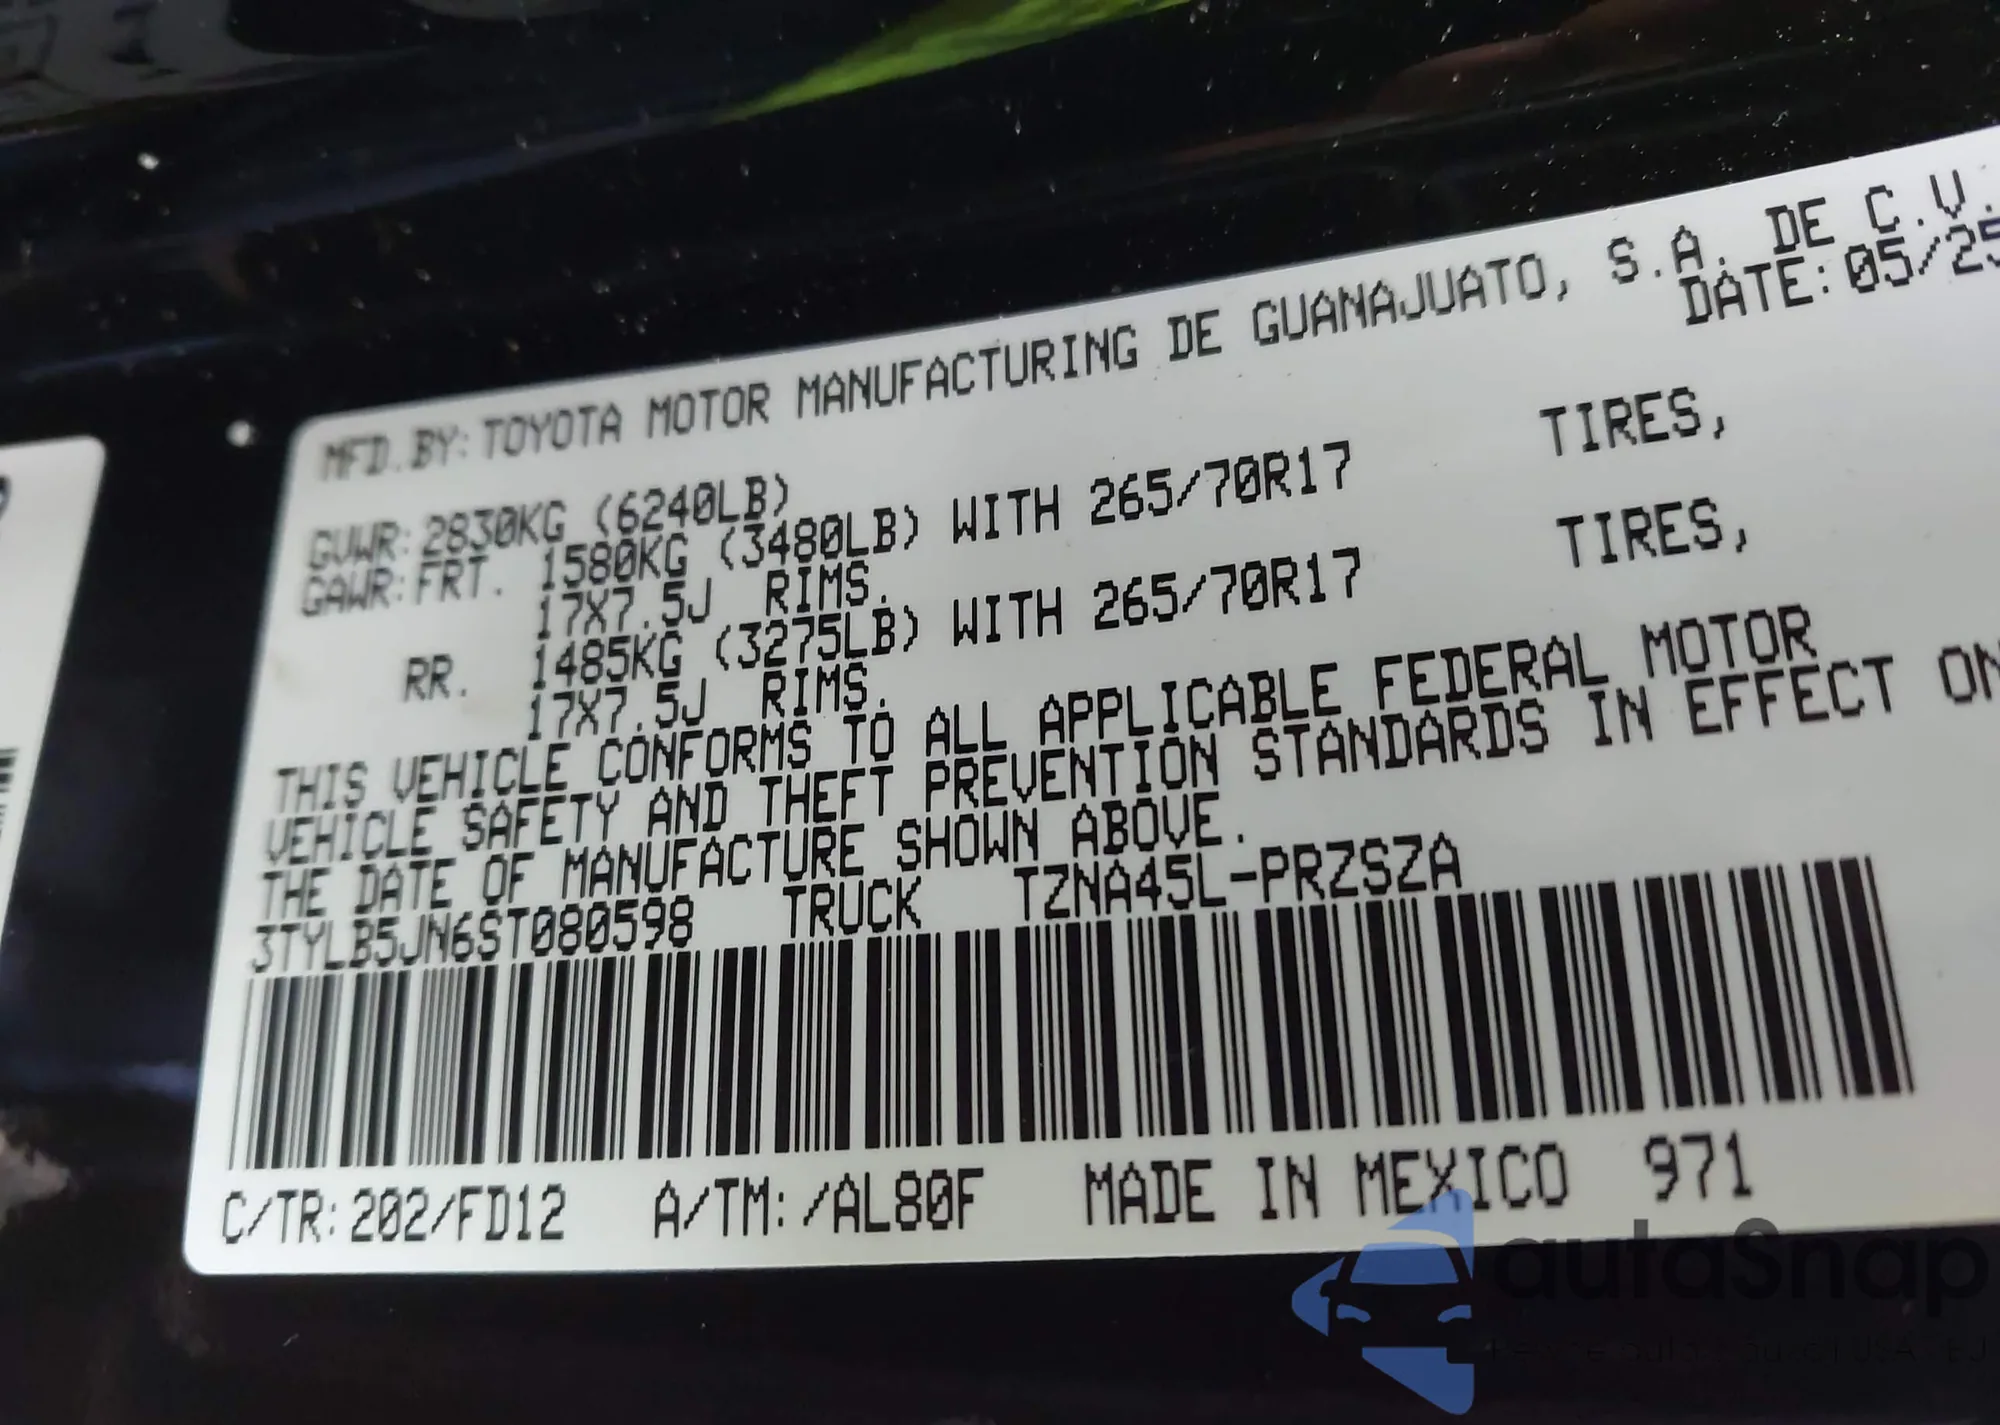 MFD.BY:TOYOTA MOTOR MANUFACTURING DE GUANAJUATO, S.A. DE C.V.
DATE:05/25
GVWR:2830KG (6240LB)
GAWR:FRT. 1580KG (3480LB) WITH 265/70R17 TIRES,
17X7.5J RIMS.
RR. 1485KG (3275LB) WITH 265/70R17 TIRES,
17X7.5J RIMS.
THIS VEHICLE CONFORMS TO ALL APPLICABLE FEDERAL MOTOR
VEHICLE SAFETY AND THEFT PREVENTION STANDARDS IN EFFECT ON
THE DATE OF MANUFACTURE SHOWN ABOVE.
3TYLB5JN6ST080598 TRUCK TZNA45L-PRZSZA
C/TR:202/FD12 A/TM:/AL80F MADE IN MEXICO 971
autoSnap